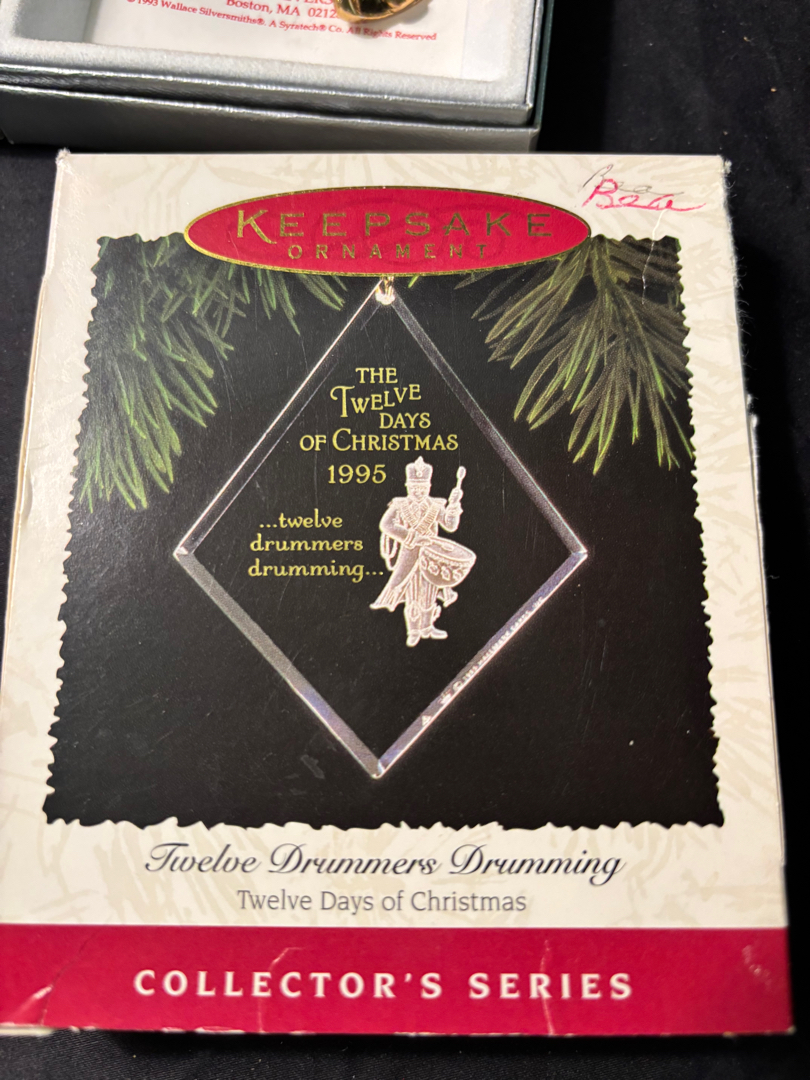 Boston, MA 0212
© 1993 Wallace Silversmiths® A Syratech® Co. All Rights Reserved
KEEPSAKE
ORNAMENT
THE
TWELVE
DAYS
OF CHRISTMAS
1995
...twelve
drummers
drumming...
Twelve Drummers Drumming
Twelve Days of Christmas
COLLECTOR'S SERIES